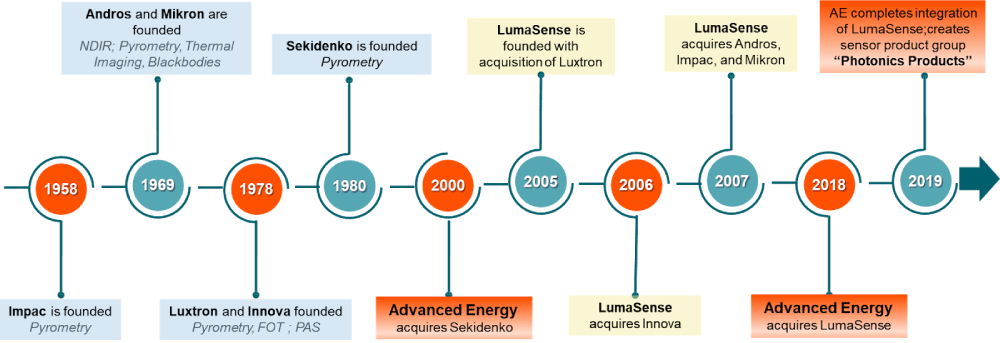 Andros and Mikron are
founded
NDIR; Pyrometry, Thermal
Imaging, Blackbodies
Sekidenko is founded
Pyrometry
LumaSense is
founded with
acquisition of Luxtron
LumaSense
acquires Andros,
Impac, and Mikron
AE completes integration
of LumaSense;creates
sensor product group
“Photonics Products”
1958
1969
1978
1980
2000
2005
2006
2007
2018
2019
Impac is founded
Pyrometry
Luxtron and Innova founded
Pyrometry, FOT ; PAS
Advanced Energy
acquires Sekidenko
LumaSense
acquires Innova
Advanced Energy
acquires LumaSense